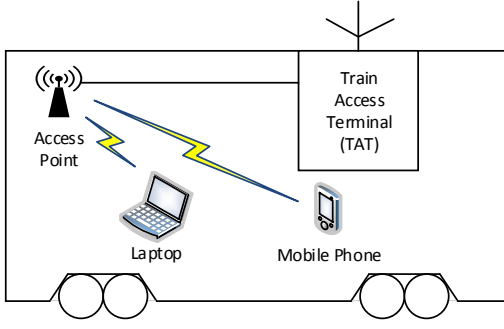 Train
Access
Terminal
(TAT)
Access
Point
Laptop
Mobile Phone